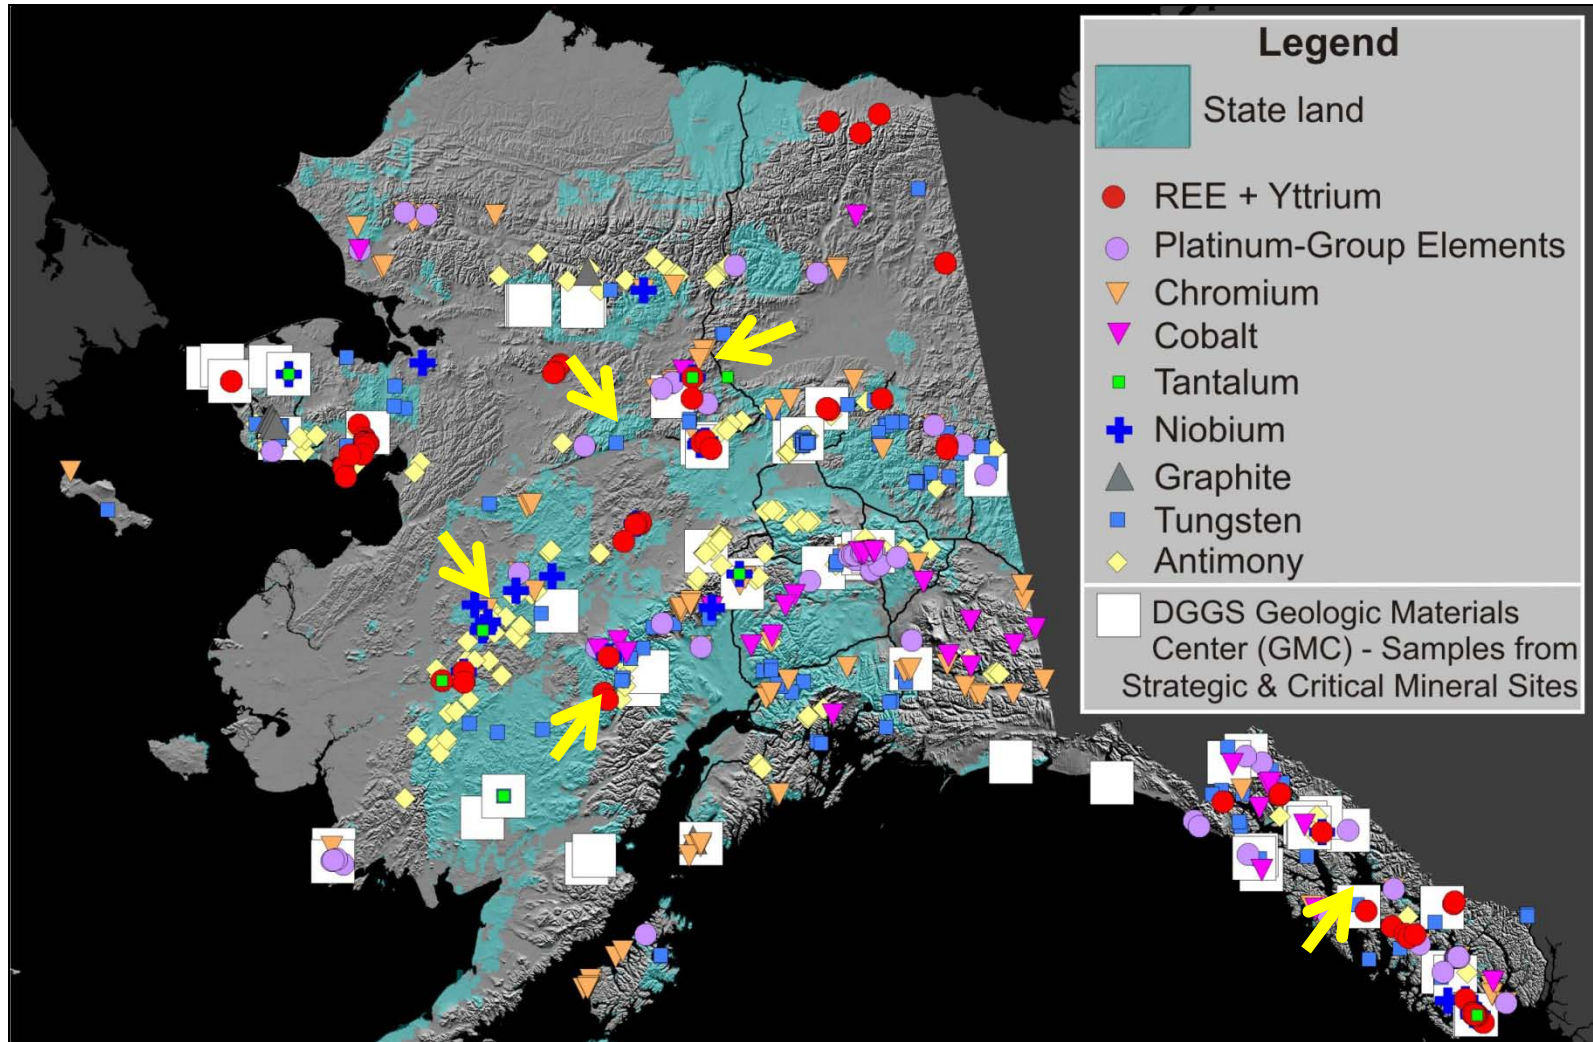 Legend
State land
REE + Yttrium
Platinum-Group Elements
Chromium
Cobalt
Tantalum
Niobium
Graphite
Tungsten
Antimony
DGGS Geologic Materials
Center (GMC) - Samples from
Strategic & Critical Mineral Sites